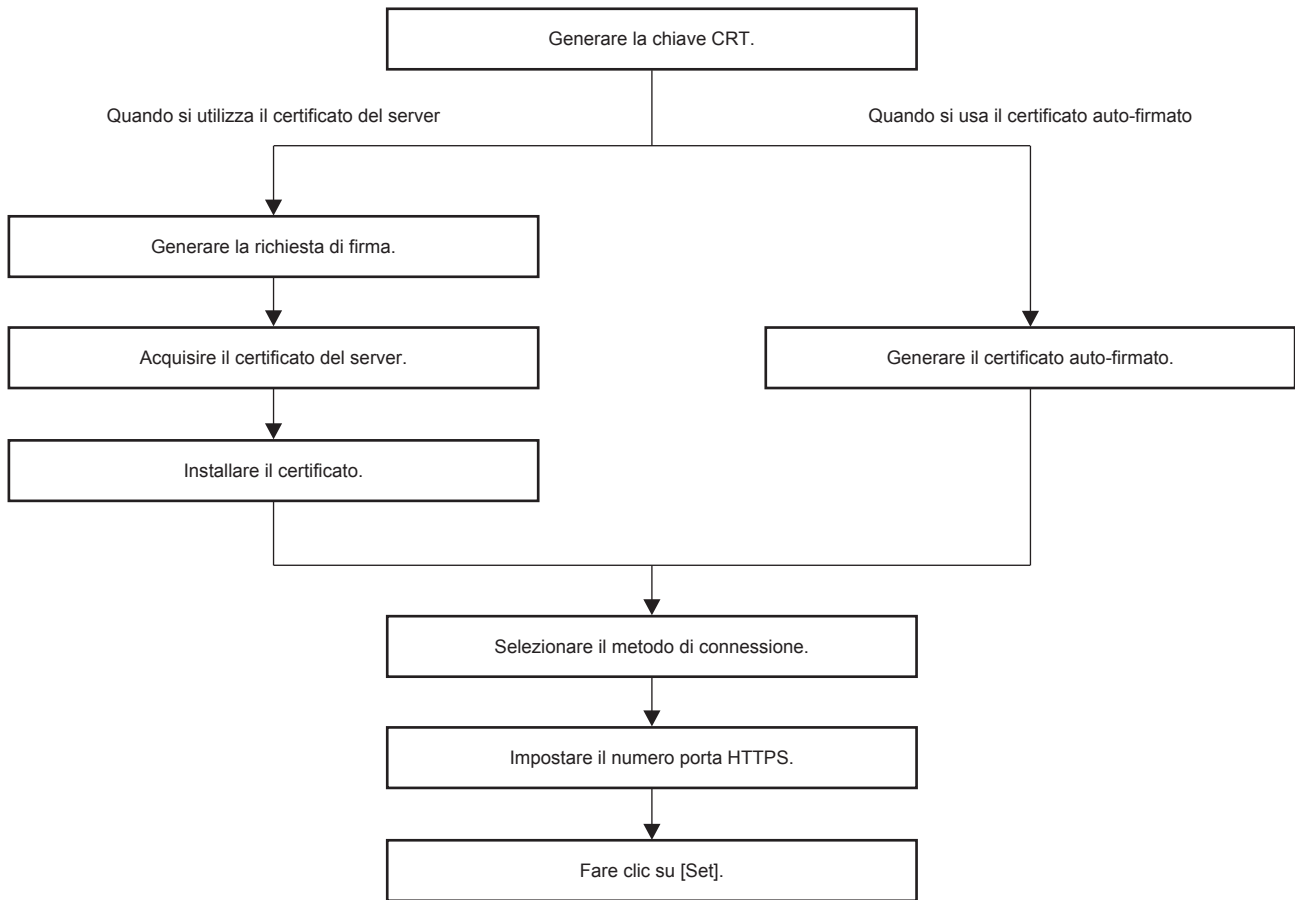 Generare la chiave CRT.
Quando si utilizza il certificato del server
Quando si usa il certificato auto-firmato
Generare la richiesta di firma.
Acquisire il certificato del server.
Generare il certificato auto-firmato.
Installare il certificato.
Selezionare il metodo di connessione.
Impostare il numero porta HTTPS.
Fare clic su [Set].